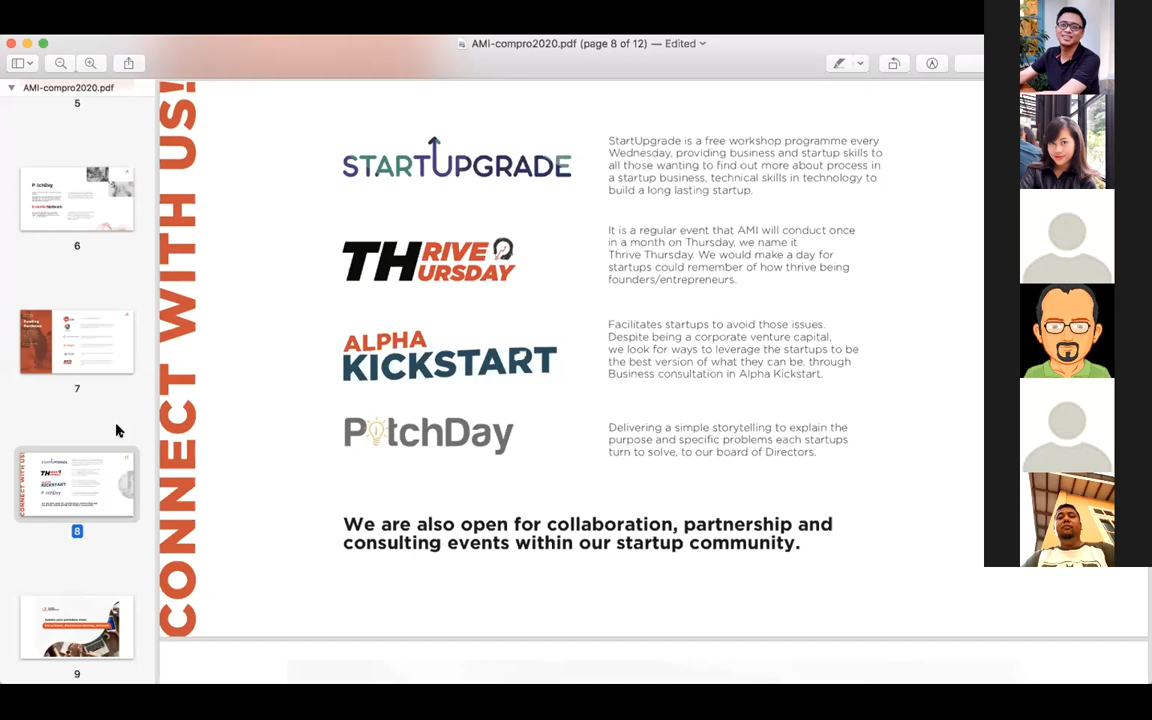 AMI-compro2020.pdf (page 8 of 12) — Edited
AMI-compro2020.pdf
5
6
7
8
9
CONNECT WITH US!
STARTUPGRADE
StartUpgrade is a free workshop programme every
Wednesday, providing business and startup skills to
all those wanting to find out more about process in
a startup business, technical skills in technology to
build a long lasting startup.
THRIVE
THURSDAY
It is a regular event that AMI will conduct once
in a month on Thursday, we name it
Thrive Thursday. We would make a day for
startups could remember of how thrive being
founders/entrepreneurs.
ALPHA
KICKSTART
Facilitates startups to avoid those issues.
Despite being a corporate venture capital,
we look for ways to leverage the startups to be
the best version of what they can be, through
Business consultation in Alpha Kickstart.
PitchDay
Delivering a simple storytelling to explain the
purpose and specific problems each startups
turn to solve, to our board of Directors.
We are also open for collaboration, partnership and
consulting events within our startup community.